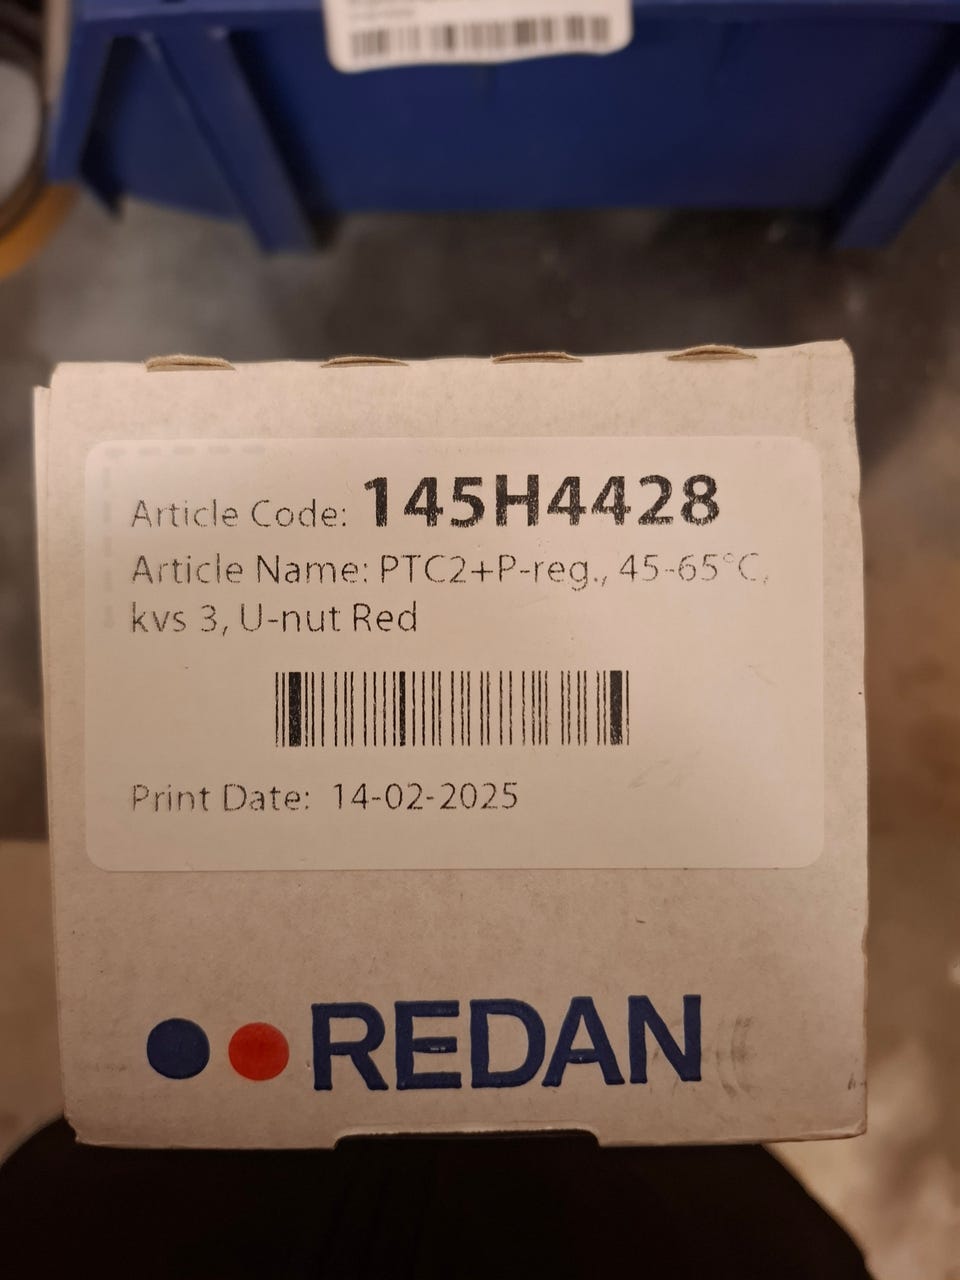 Article Code: 145H4428
Article Name: PTC2+P-reg., 45-65°C,
kvs 3, U-nut Red
Print Date: 14-02-2025
REDAN